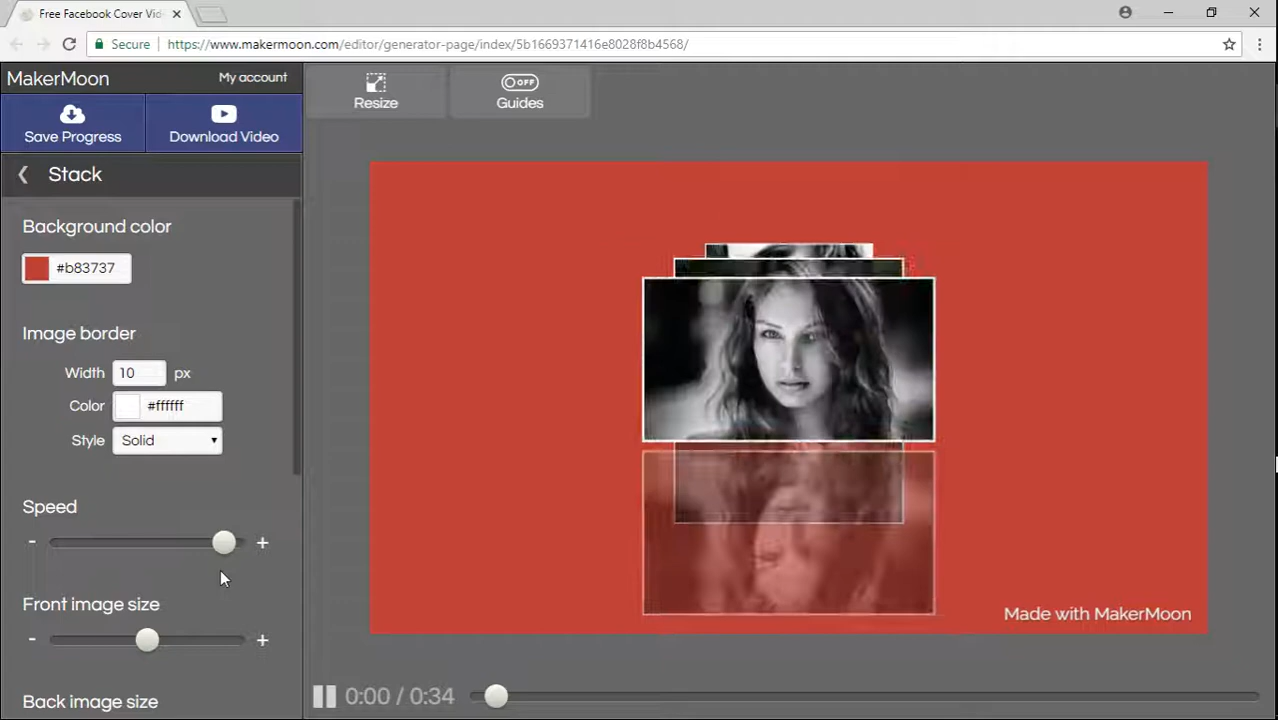 Free Facebook Cover Vid
Secure https://www.makermoon.com/editor/generator-page/index/5b1669371416e8028f8b4568/
MakerMoon My account
Save Progress Download Video
Resize Guides
OFF
Stack
Background color
#b83737
Image border
Width 10 px
Color #ffffff
Style Solid
Speed
- +
Front image size
- +
Back image size
Made with MakerMoon
0:00 / 0:34